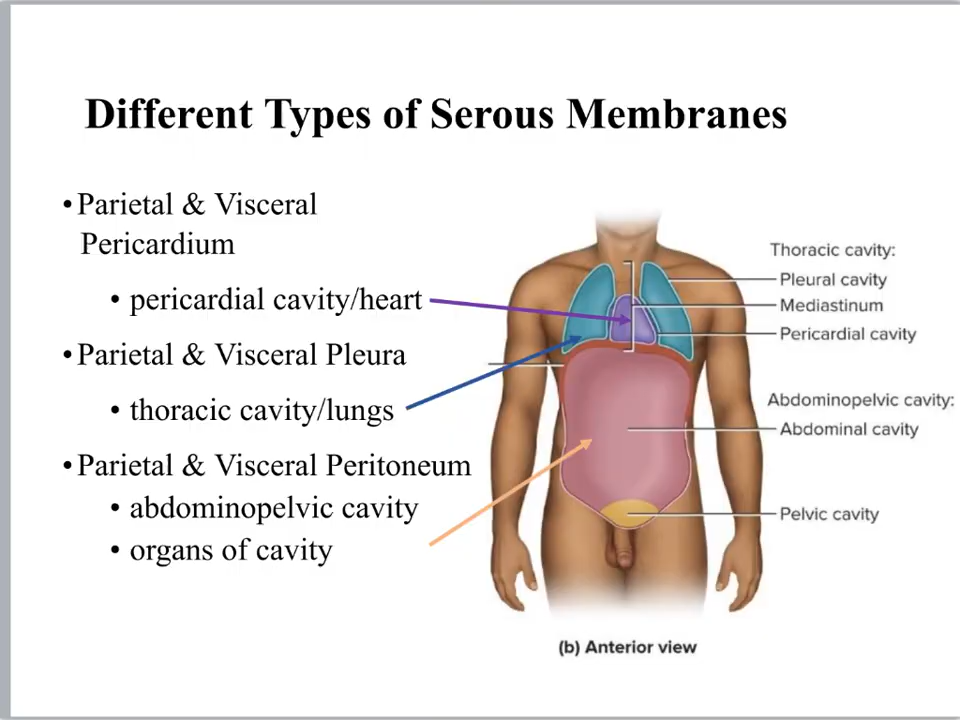 Different Types of Serous Membranes
• Parietal & Visceral
Pericardium
• pericardial cavity/heart
• Parietal & Visceral Pleura
• thoracic cavity/lungs
• Parietal & Visceral Peritoneum
• abdominopelvic cavity
• organs of cavity
Thoracic cavity:
Pleural cavity
Mediastinum
Pericardial cavity
Abdominopelvic cavity:
Abdominal cavity
Pelvic cavity
(b) Anterior view